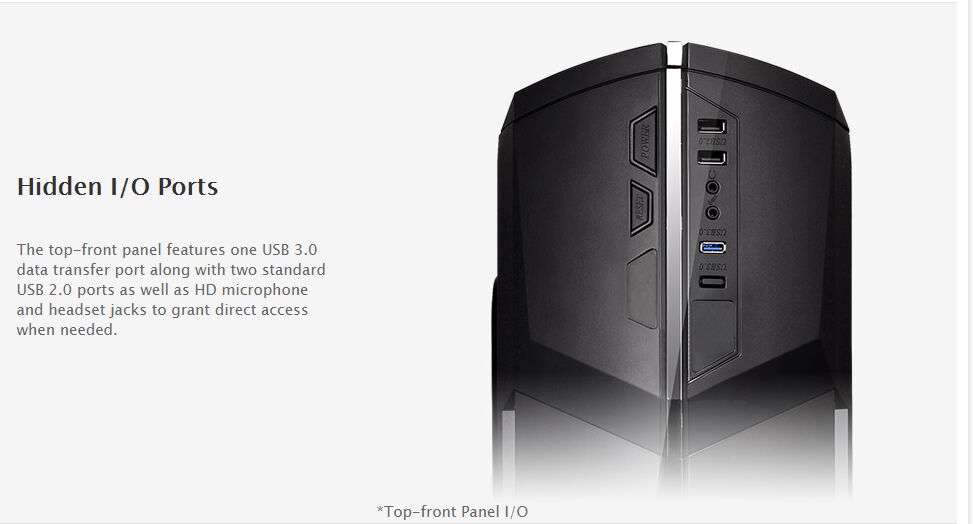 Hidden I/O Ports
The top-front panel features one USB 3.0
data transfer port along with two standard
USB 2.0 ports as well as HD microphone
and headset jacks to grant direct access
when needed.
POWER
RESET
USB2.0
USB3.0
USB3.0
*Top-front Panel I/O